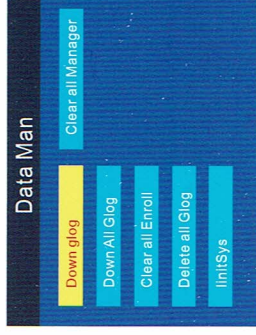 Data Man
Down glog
Clear all Manager
Down All Glog
Clear all Enroll
Delete all Glog
IinitSys